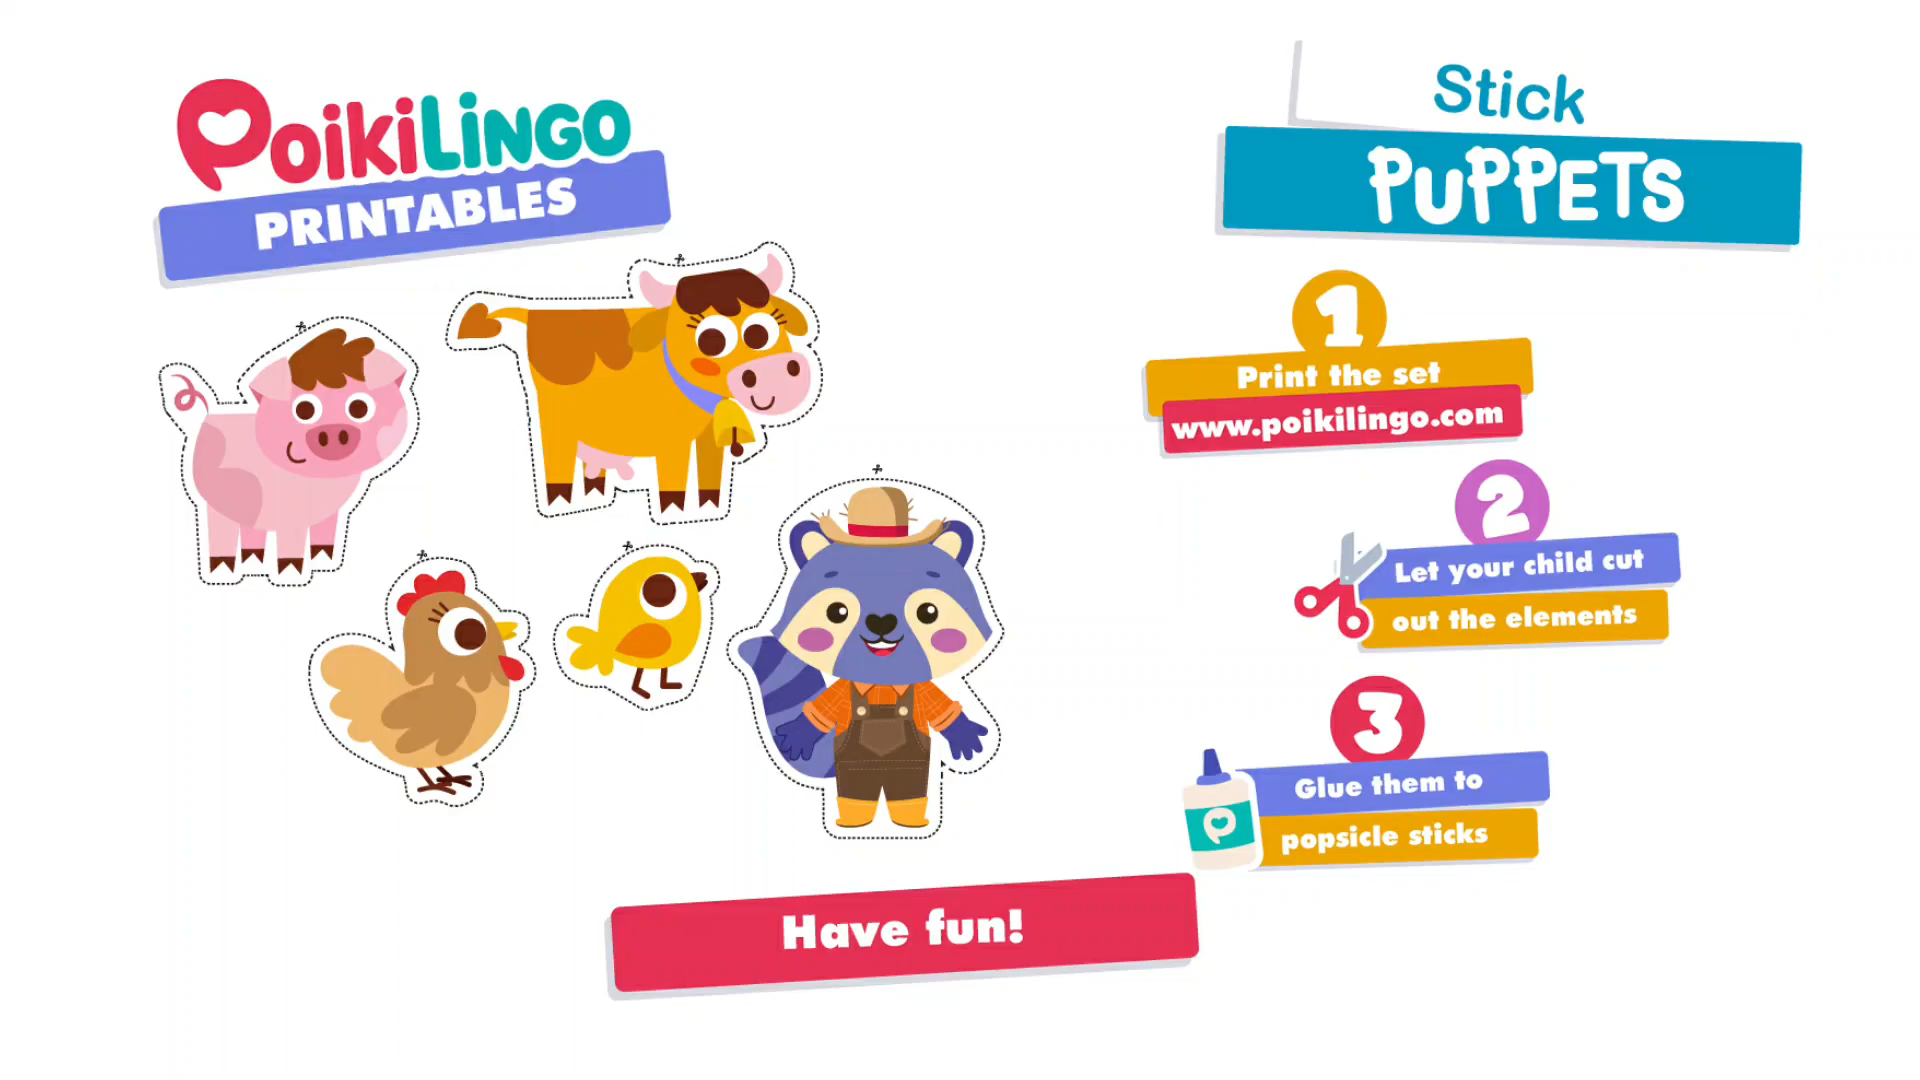 PoikiLingo
PRINTABLES
Stick
PUPPETS
1
Print the set
www.poikilingo.com
2
Let your child cut
out the elements
3
Glue them to
popsicle sticks
Have fun!